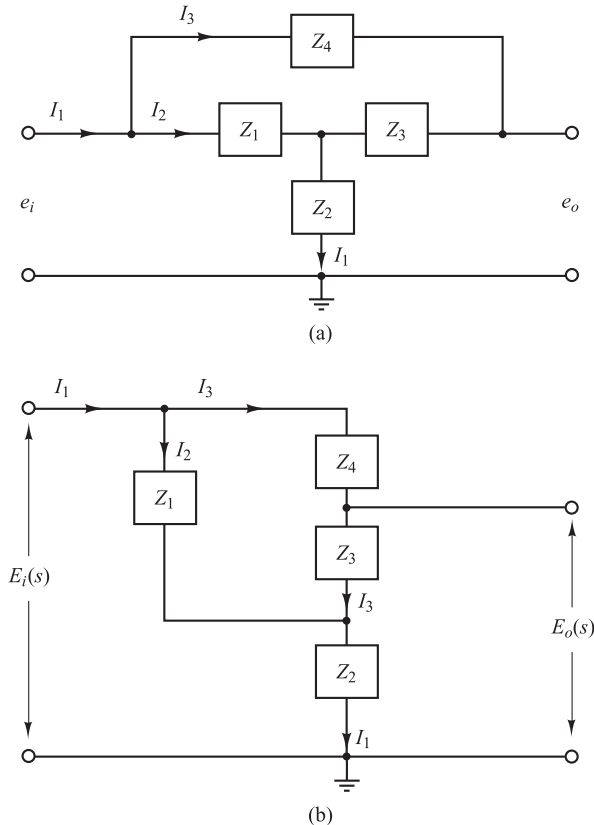 I3
Z4
I1 I2 Z1 Z3
ei Z2 eo
I1
(a)
I1 I3
I2 Z4
Z1
Z3
Ei(s) I3 Eo(s)
Z2
I1
(b)